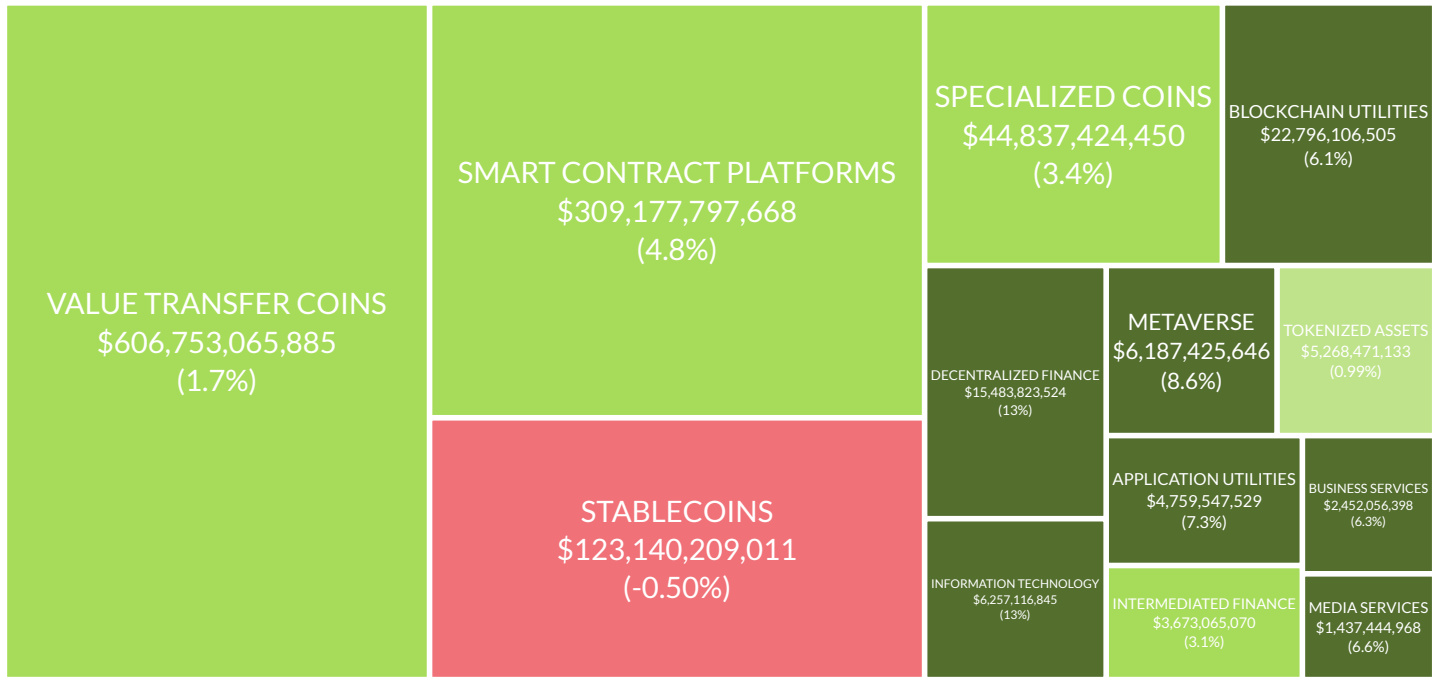 VALUE TRANSFER COINS
$606,753,065,885
(1.7%)
SMART CONTRACT PLATFORMS
$309,177,797,668
(4.8%)
STABLECOINS
$123,140,209,011
(-0.50%)
SPECIALIZED COINS
$44,837,424,450
(3.4%)
BLOCKCHAIN UTILITIES
$22,796,106,505
(6.1%)
DECENTRALIZED FINANCE
$15,483,823,524
(13%)
METAVERSE
$6,187,425,646
(8.6%)
TOKENIZED ASSETS
$5,268,471,133
(0.99%)
INFORMATION TECHNOLOGY
$6,257,116,845
(13%)
APPLICATION UTILITIES
$4,759,547,529
(7.3%)
BUSINESS SERVICES
$2,452,056,398
(6.3%)
INTERMEDIATED FINANCE
$3,673,065,070
(3.1%)
MEDIA SERVICES
$1,437,444,968
(6.6%)